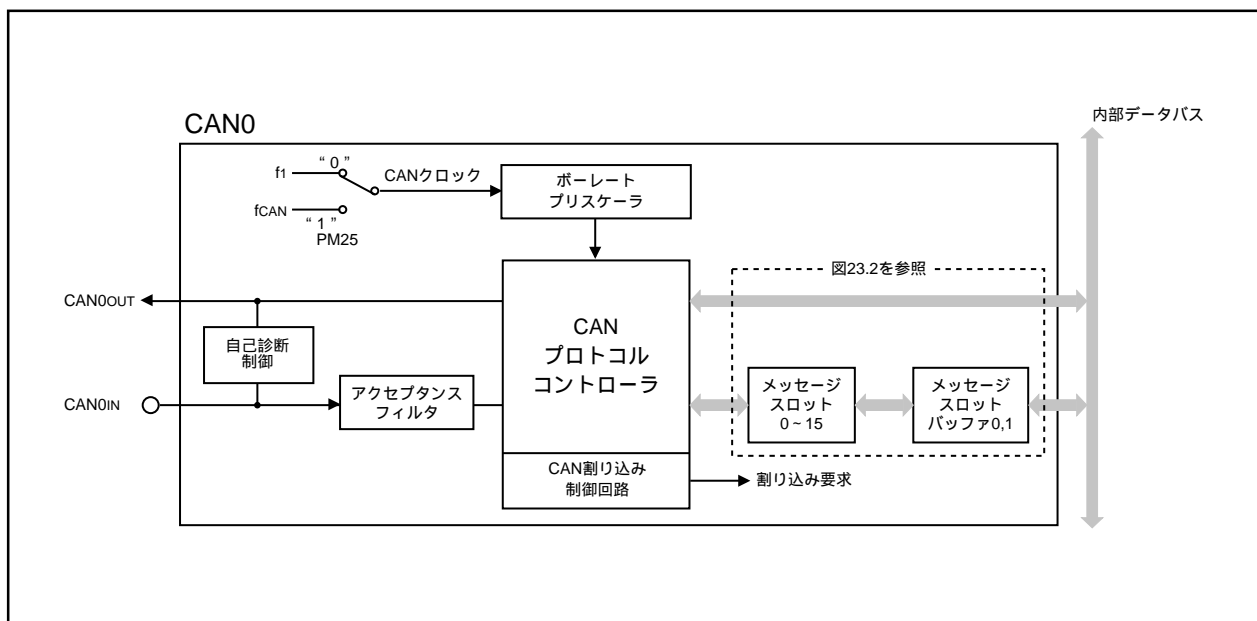 CAN0
内部データバス
f1
“ 0 ”
CANクロック
fCAN
“ 1 ”
PM25
ボーレート
プリスケーラ
図23.2を参照
CAN0OUT
自己診断
制御
CAN0IN
アクセプタンス
フィルタ
CAN
プロトコル
コントローラ
メッセージ
スロット
0~15
メッセージ
スロット
バッファ0,1
CAN割り込み
制御回路
割り込み要求